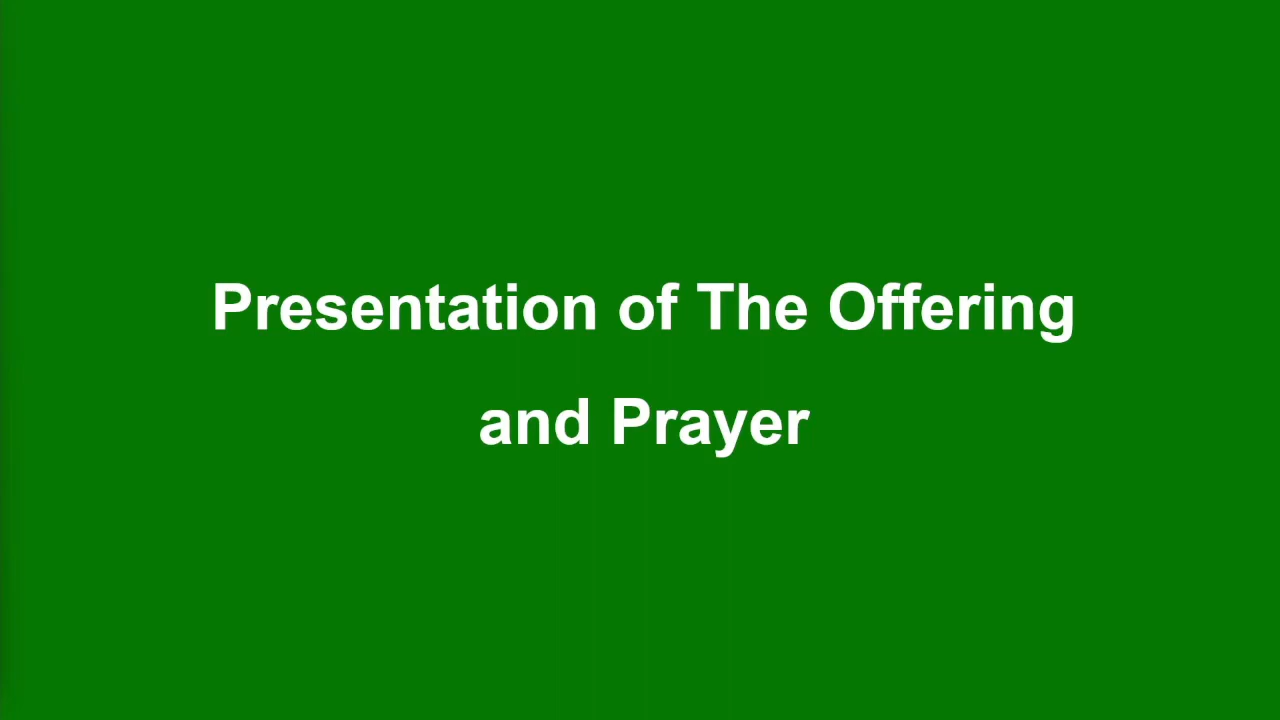 Presentation of The Offering
and Prayer